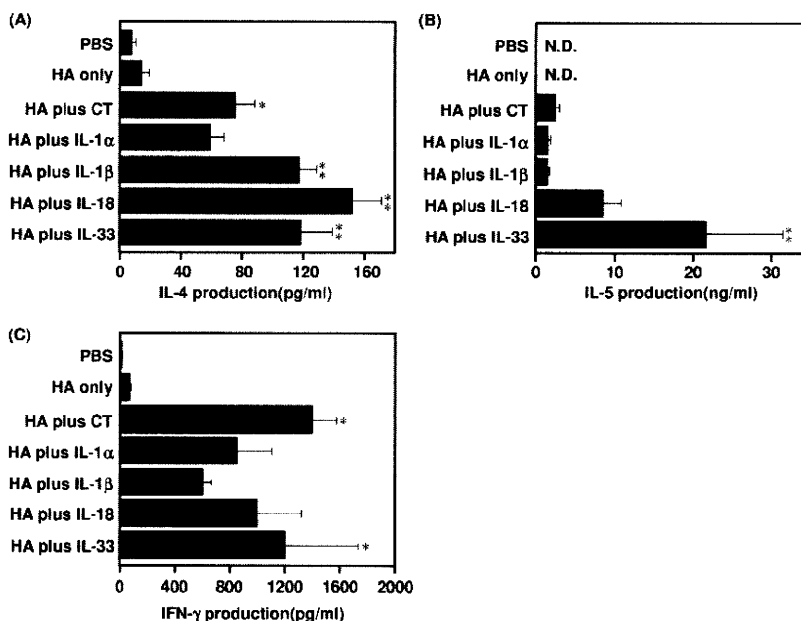 (A)
PBS
HA only
HA plus CT
*
HA plus IL-1α
HA plus IL-1β
**
HA plus IL-18
**
HA plus IL-33
**
0 40 80 120 160
IL-4 production(pg/ml)
(B)
PBS N.D.
HA only N.D.
HA plus CT
HA plus IL-1α
HA plus IL-1β
HA plus IL-18
HA plus IL-33
**
0 10 20 30
IL-5 production(ng/ml)
(C)
PBS
HA only
HA plus CT
*
HA plus IL-1α
HA plus IL-1β
HA plus IL-18
HA plus IL-33
*
0 400 800 1200 1600 2000
IFN-γ production(pg/ml)